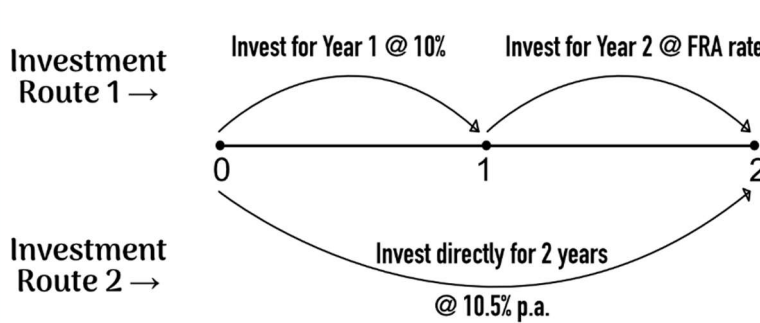 Investment
Route 1 →
Invest for Year 1 @ 10%
Invest for Year 2 @ FRA rate
0
1
2
Investment
Route 2 →
Invest directly for 2 years
@ 10.5% p.a.